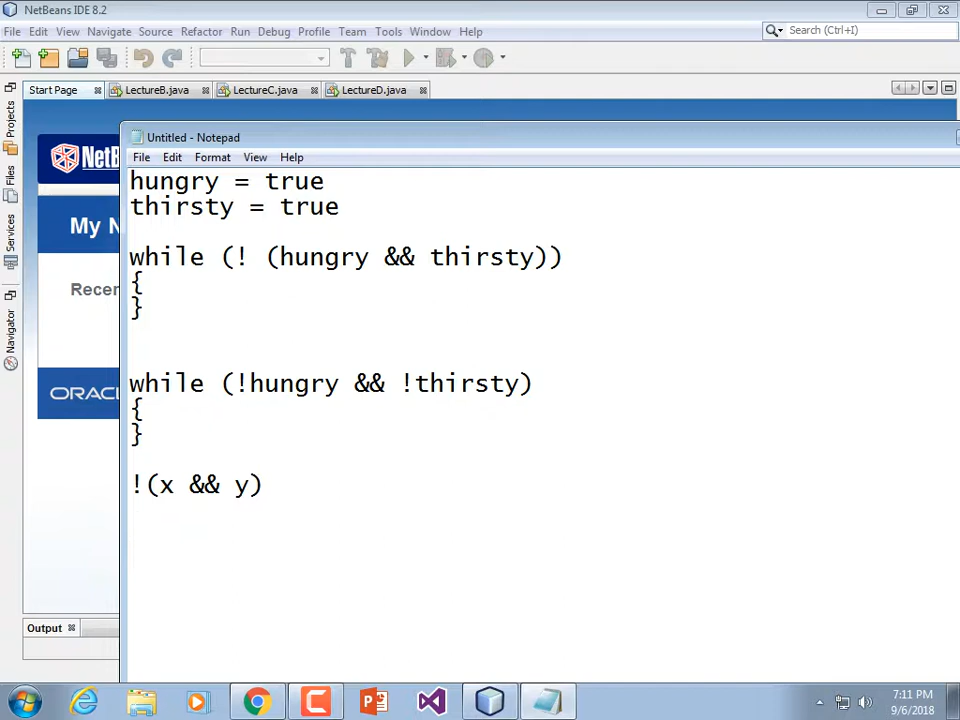 NetBeans IDE 8.2
File Edit View Navigate Source Refactor Run Debug Profile Team Tools Window Help
Search (Ctrl+I)
Start Page LectureB.java LectureC.java LectureD.java
Projects
Files
Services
Navigator
NetB
My N
Recen
ORACL
Untitled - Notepad
File Edit Format View Help
hungry = true
thirsty = true
while (! (hungry && thirsty))
{
}
while (!hungry && !thirsty)
{
}
!(x && y)
Output
7:11 PM
9/6/2018